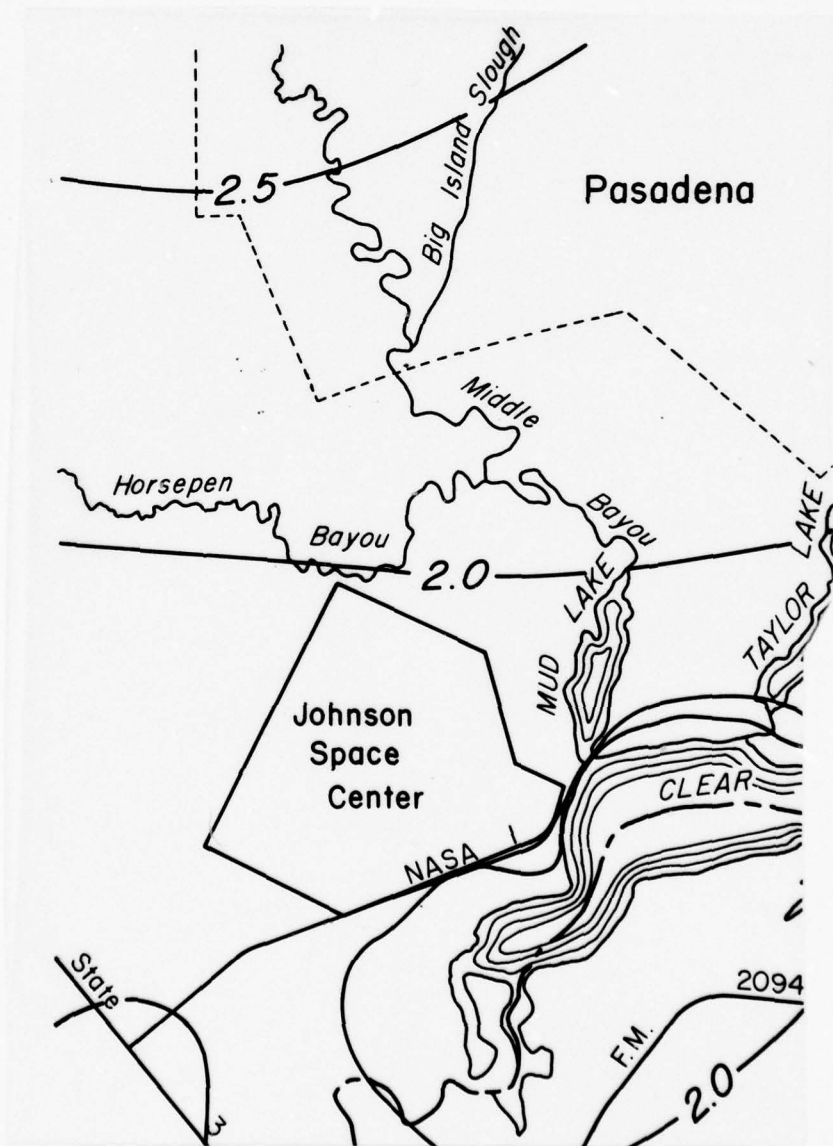 Big Island Slough
2.5
Pasadena
Middle
Bayou
Horsepen
Bayou
2.0
MUD LAKE
TAYLOR LAKE
Johnson
Space
Center
CLEAR
NASA 1
State
3
2094
F.M.
2.0